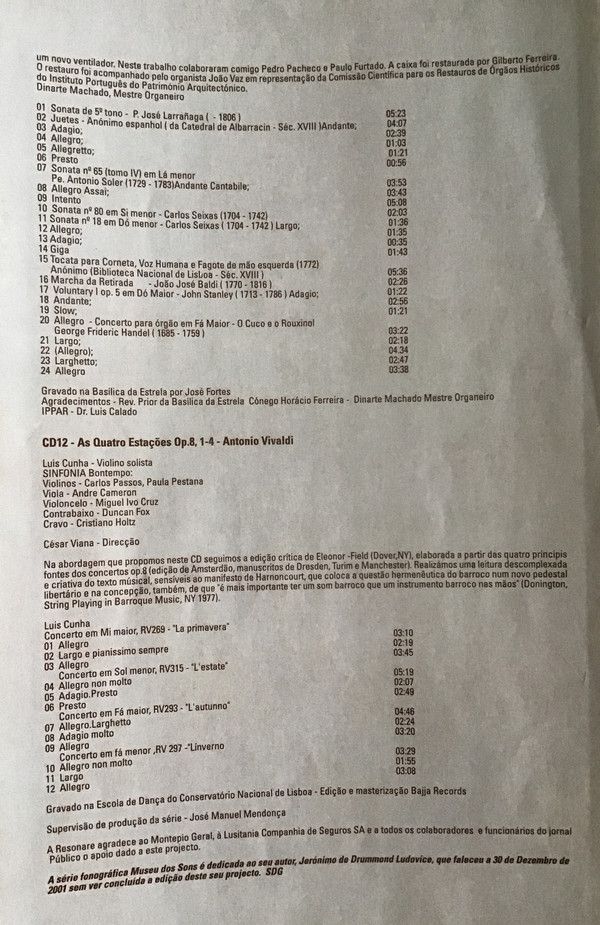 um novo ventilador. Neste trabalho colaboraram comigo Pedro Pacheco e Paulo Furtado. A caixa foi restaurada por Gilberto Ferreira.
O restauro foi acompanhado pelo organista João Vaz em representação da Comissão Científica para os Restauros de Órgãos Históricos
do Instituto Português do Património Arquitectónico.
Dinarte Machado, Mestre Organeiro
01 Sonata de 5º tono - P. José Larrañaga ( - 1806 ) 05:23
02 Juetes - Anónimo espanhol ( da Catedral de Albarracin - Séc. XVIII )Andante; 04:07
03 Adagio; 02:39
04 Allegro; 01:03
05 Allegretto; 01:21
06 Presto 00:56
07 Sonata nº 65 (tomo IV) em Lá menor
Pe. Antonio Soler (1729 - 1783)Andante Cantabile; 03:53
08 Allegro Assai; 03:43
09 Intento 05:08
10 Sonata nº 80 em Si menor - Carlos Seixas (1704 - 1742) 02:03
11 Sonata nº 18 em Dó menor - Carlos Seixas ( 1704 - 1742 ) Largo; 01:36
12 Allegro; 01:35
13 Adagio; 00:35
14 Giga 01:43
15 Tocata para Corneta, Voz Humana e Fagote de mão esquerda (1772)
Anónimo (Biblioteca Nacional de Lisboa - Séc. XVIII ) 05:36
16 Marcha da Retirada - João José Baldi ( 1770 - 1816 ) 02:26
17 Voluntary I op. 5 em Dó Maior - John Stanley ( 1713 - 1786 ) Adagio; 01:22
18 Andante; 02:56
19 Slow; 01:21
20 Allegro - Concerto para órgão em Fá Maior - O Cuco e o Rouxinol
George Frideric Handel ( 1685 - 1759 ) 03:22
21 Largo; 02:18
22 (Allegro); 04.34
23 Larghetto; 02:47
24 Allegro 03:38
Gravado na Basílica da Estrela por José Fortes
Agradecimentos - Rev. Prior da Basílica da Estrela Cônego Horácio Ferreira - Dinarte Machado Mestre Organeiro
IPPAR - Dr. Luis Calado
CD12 - As Quatro Estações Op.8, 1-4 - Antonio Vivaldi
Luis Cunha - Violino solista
SINFONIA Bontempo:
Violinos - Carlos Passos, Paula Pestana
Viola - Andre Cameron
Violoncelo - Miguel Ivo Cruz
Contrabaixo - Duncan Fox
Cravo - Cristiano Holtz
César Viana - Direcção
Na abordagem que propomos neste CD seguimos a edição crítica de Eleonor -Field (Dover,NY), elaborada a partir das quatro principis
fontes dos concertos op.8 (edição de Amsterdão, manuscritos de Dresden, Turim e Manchester). Realizámos uma leitura descomplexada
e criativa do texto músical, sensíveis ao manifesto de Harnoncourt, que coloca a questão hermenêutica do barroco num novo pedestal
libertário e na concepção, também, de que "é mais importante ter um som barroco que um instrumento barroco nas mãos" (Donington,
String Playing in Barroque Music, NY 1977).
Luis Cunha
Concerto em Mi maior, RV269 - "La primavera"
01 Allegro 03:10
02 Largo e pianissimo sempre 02:19
03 Allegro 03:45
Concerto em Sol menor, RV315 - "L'estate"
04 Allegro non molto 05:19
05 Adagio.Presto 02:07
06 Presto 02:49
Concerto em Fá maior, RV293 - "L'autunno"
07 Allegro.Larghetto 04:46
08 Adagio molto 02:24
09 Allegro 03:20
Concerto em fá menor ,RV 297 -"Linverno
10 Allegro non molto 03:29
11 Largo 01:55
12 Allegro 03:08
Gravado na Escola de Dança do Conservatório Nacional de Lisboa - Edição e masterização Bajja Records
Supervisão de produção da série - José Manuel Mendonça
A Resonare agradece ao Montepio Geral, à Lusitania Companhia de Seguros SA e a todos os colaboradores e funcionários do jornal
Público o apoio dado a este projecto.
A série fonográfica Museu dos Sons é dedicada ao seu autor, Jerónimo de Drummond Ludovice, que faleceu a 30 de Dezembro de
2001 sem ver concluída a edição deste seu projecto. SDG